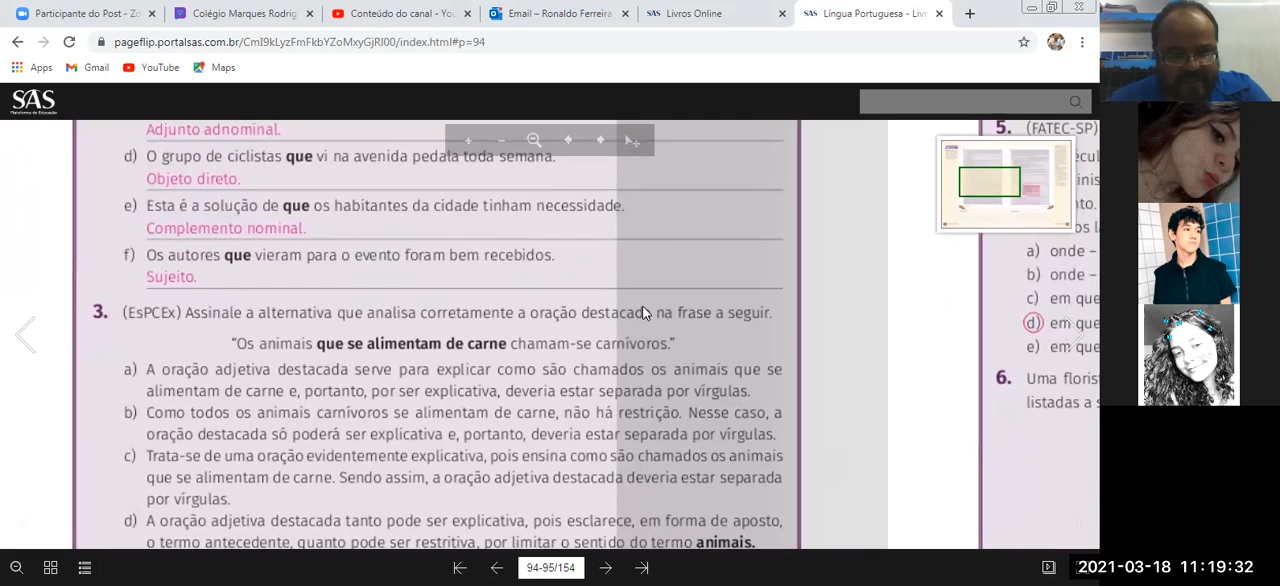 Participante do Post - Zo
Colégio Marques Rodrig
Conteúdo do canal - You
Email – Ronaldo Ferreira
SAS Livros Online
SAS Língua Portuguesa - Livr
pageflip.portalsas.com.br/CmI9kLyzFmFkbYZoMxyGjRI00/index.html#p=94
Apps Gmail YouTube Maps
SAS
Plataforma de Educação
Adjunto adnominal.
d) O grupo de ciclistas que vi na avenida pedala toda semana.
Objeto direto.
e) Esta é a solução de que os habitantes da cidade tinham necessidade.
Complemento nominal.
f) Os autores que vieram para o evento foram bem recebidos.
Sujeito.
3. (EsPCEx) Assinale a alternativa que analisa corretamente a oração destacada na frase a seguir.
“Os animais que se alimentam de carne chamam-se carnívoros.”
a) A oração adjetiva destacada serve para explicar como são chamados os animais que se
alimentam de carne e, portanto, por ser explicativa, deveria estar separada por vírgulas.
b) Como todos os animais carnívoros se alimentam de carne, não há restrição. Nesse caso, a
oração destacada só poderá ser explicativa e, portanto, deveria estar separada por vírgulas.
c) Trata-se de uma oração evidentemente explicativa, pois ensina como são chamados os animais
que se alimentam de carne. Sendo assim, a oração adjetiva destacada deveria estar separada
por vírgulas.
d) A oração adjetiva destacada tanto pode ser explicativa, pois esclarece, em forma de aposto,
o termo antecedente, quanto pode ser restritiva, por limitar o sentido do termo animais.
5. (FATEC-SP)
a) onde –
b) onde –
c) em que
d) em que
e) em que
6. Uma floris
listadas a s
94-95/154
2021-03-18 11:19:32